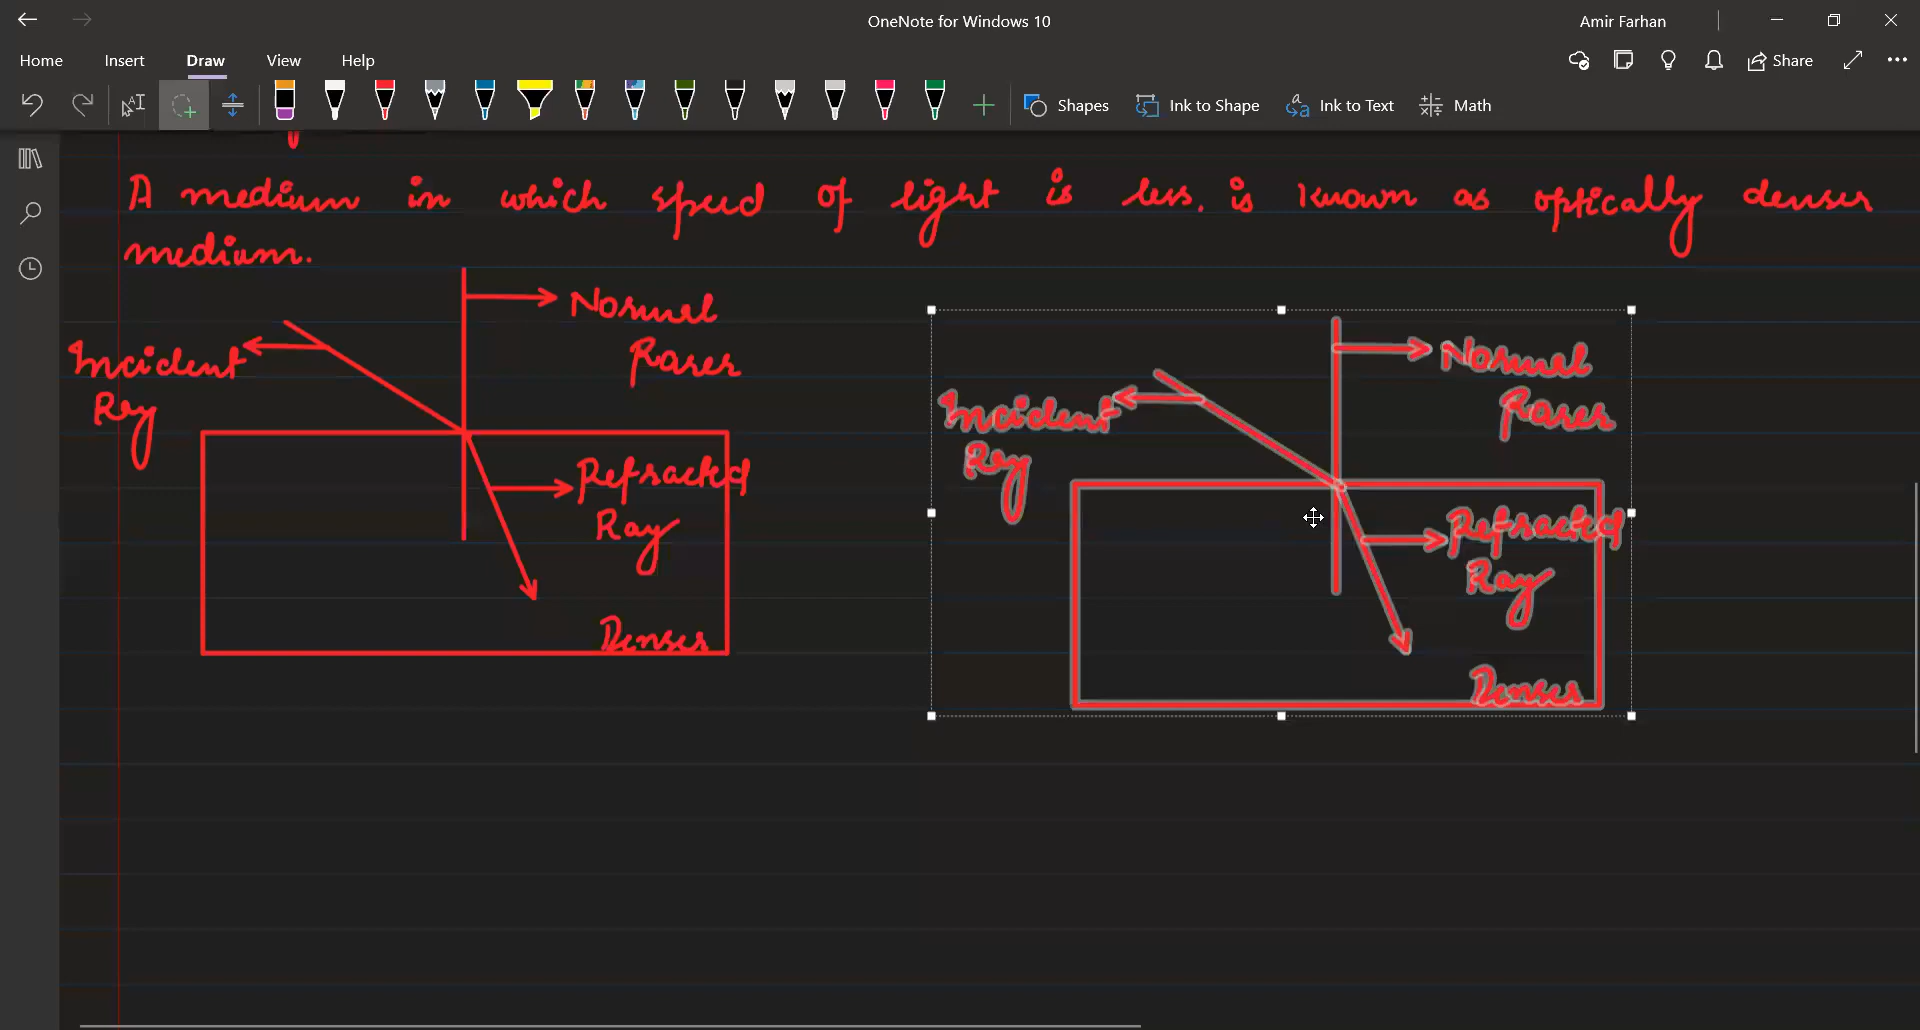 OneNote for Windows 10
Amir Farhan
Home Insert Draw View Help
Share
Shapes Ink to Shape Ink to Text Math
A medium in which speed of light is less, is known as optically denser
medium.
Normal
Rarer
Incident
Ray
Refracted
Ray
Denser
Normal
Rarer
Incident
Ray
Refracted
Ray
Denser